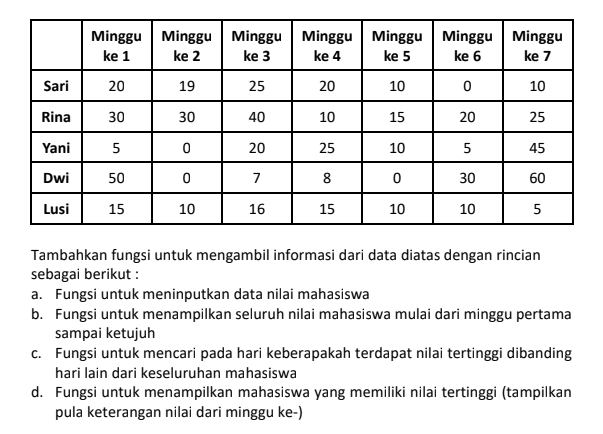 Minggu ke 1 Minggu ke 2 Minggu ke 3 Minggu ke 4 Minggu ke 5 Minggu ke 6 Minggu ke 7
Sari 20 19 25 20 10 0 10
Rina 30 30 40 10 15 20 25
Yani 5 0 20 25 10 5 45
Dwi 50 0 7 8 0 30 60
Lusi 15 10 16 15 10 10 5
Tambahkan fungsi untuk mengambil informasi dari data diatas dengan rincian
sebagai berikut :
a. Fungsi untuk meninputkan data nilai mahasiswa
b. Fungsi untuk menampilkan seluruh nilai mahasiswa mulai dari minggu pertama
sampai ketujuh
c. Fungsi untuk mencari pada hari keberapakah terdapat nilai tertinggi dibanding
hari lain dari keseluruhan mahasiswa
d. Fungsi untuk menampilkan mahasiswa yang memiliki nilai tertinggi (tampilkan
pula keterangan nilai dari minggu ke-)